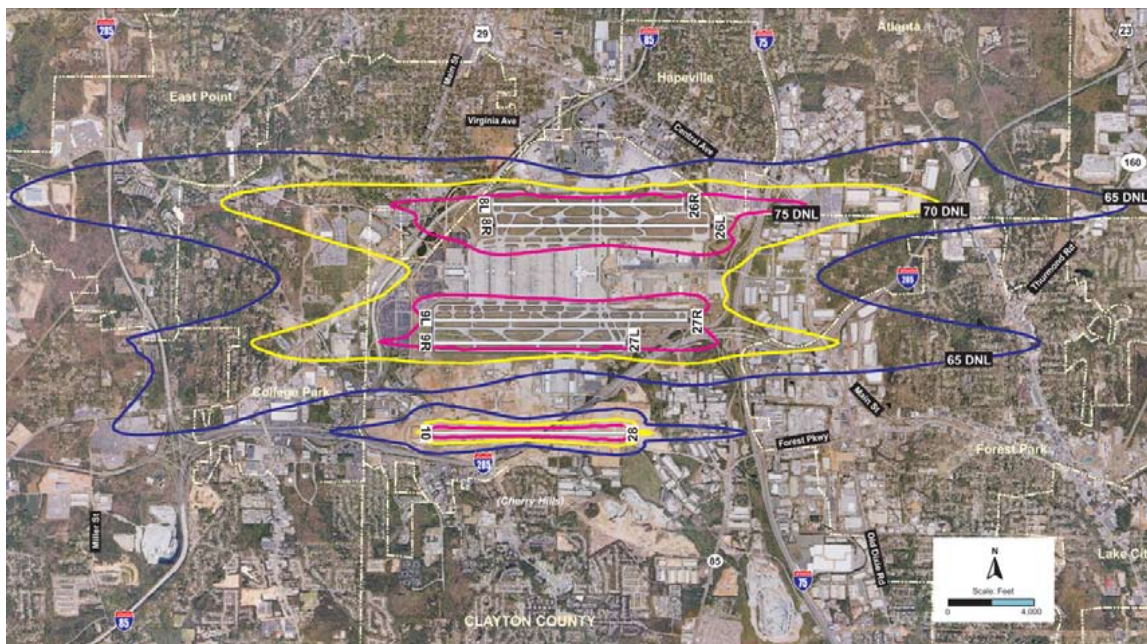 285
29
85
75
Atlanta
23
Main St
Hapeville
East Point
Virginia Ave
Central Ave
160
65 DNL
8L
26R
75 DNL
70 DNL
8R
26L
285
Thurmond Rd
9L
27R
9R
27L
65 DNL
College Park
Main St
10
28
Forest Pkwy
Forest Park
285
(Cherry Hills)
Miller St
Old Dixie Rd
N
85
Lake Cit
75
Scale: Feet
0
4,000
85
CLAYTON COUNTY